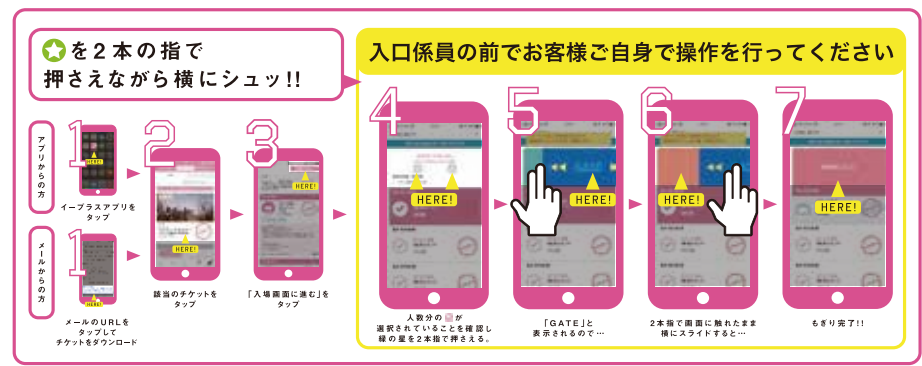 を2本の指で
押さえながら横にシュッ!!
入口係員の前でお客様ご自身で操作を行ってください
アプリからの方
1
HERE!
イープラスアプリを
タップ
メールからの方
1
HERE!
メールのURLを
タップして
チケットをダウンロード
2
HERE!
該当のチケットを
タップ
3
HERE!
「入場画面に進む」を
タップ
4
HERE!
人数分の が
選択されていることを確認し
緑の星を2本指で押さえる。
5
GATE
HERE!
「GATE」と
表示されるので…
6
HERE!
2本指で画面に触れたまま
横にスライドすると…
7
HERE!
もぎり完了!!